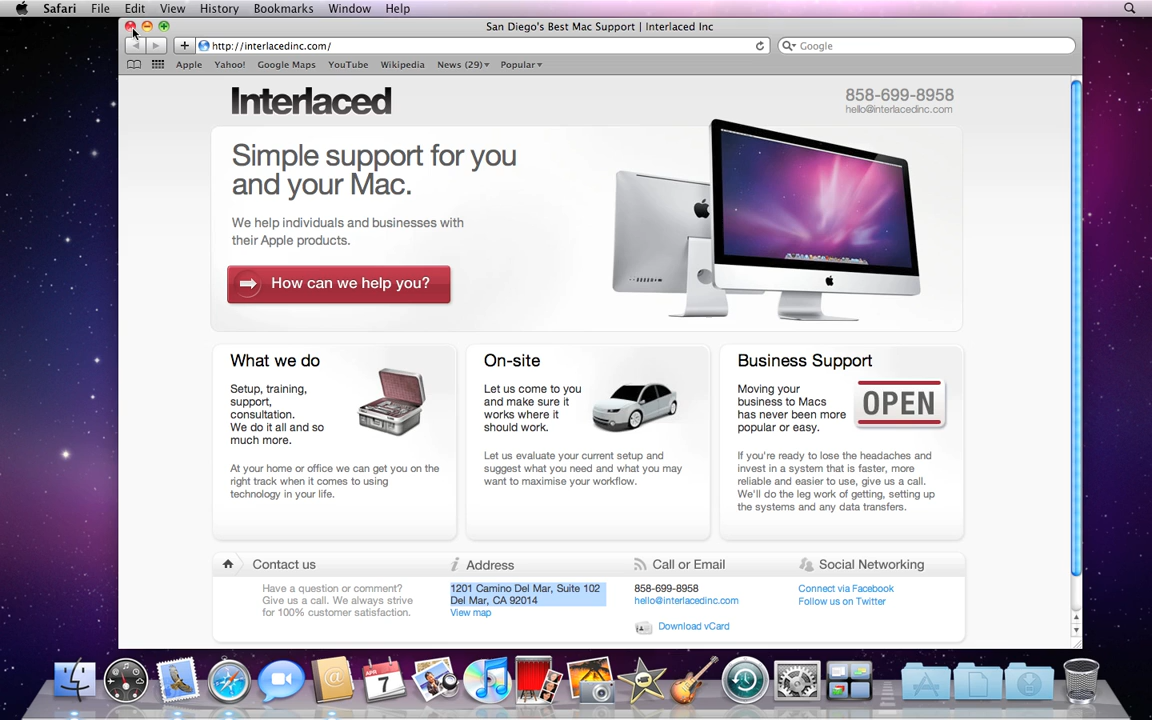 Safari File Edit View History Bookmarks Window Help
San Diego's Best Mac Support | Interlaced Inc
http://interlacedinc.com/
Google
Apple Yahoo! Google Maps YouTube Wikipedia News (29)▾ Popular▾
Interlaced
858-699-8958
hello@interlacedinc.com
Simple support for you
and your Mac.
We help individuals and businesses with
their Apple products.
How can we help you?
What we do
Setup, training,
support,
consultation.
We do it all and so
much more.
At your home or office we can get you on the
right track when it comes to using
technology in your life.
On-site
Let us come to you
and make sure it
works where it
should work.
Let us evaluate your current setup and
suggest what you need and what you may
want to maximise your workflow.
Business Support
Moving your
business to Macs
has never been more
popular or easy.
OPEN
If you're ready to lose the headaches and
invest in a system that is faster, more
reliable and easier to use, give us a call.
We'll do the leg work of getting, setting up
the systems and any data transfers.
Contact us
Have a question or comment?
Give us a call. We always strive
for 100% customer satisfaction.
Address
1201 Camino Del Mar, Suite 102
Del Mar, CA 92014
View map
Call or Email
858-699-8958
hello@interlacedinc.com
Download vCard
Social Networking
Connect via Facebook
Follow us on Twitter
7